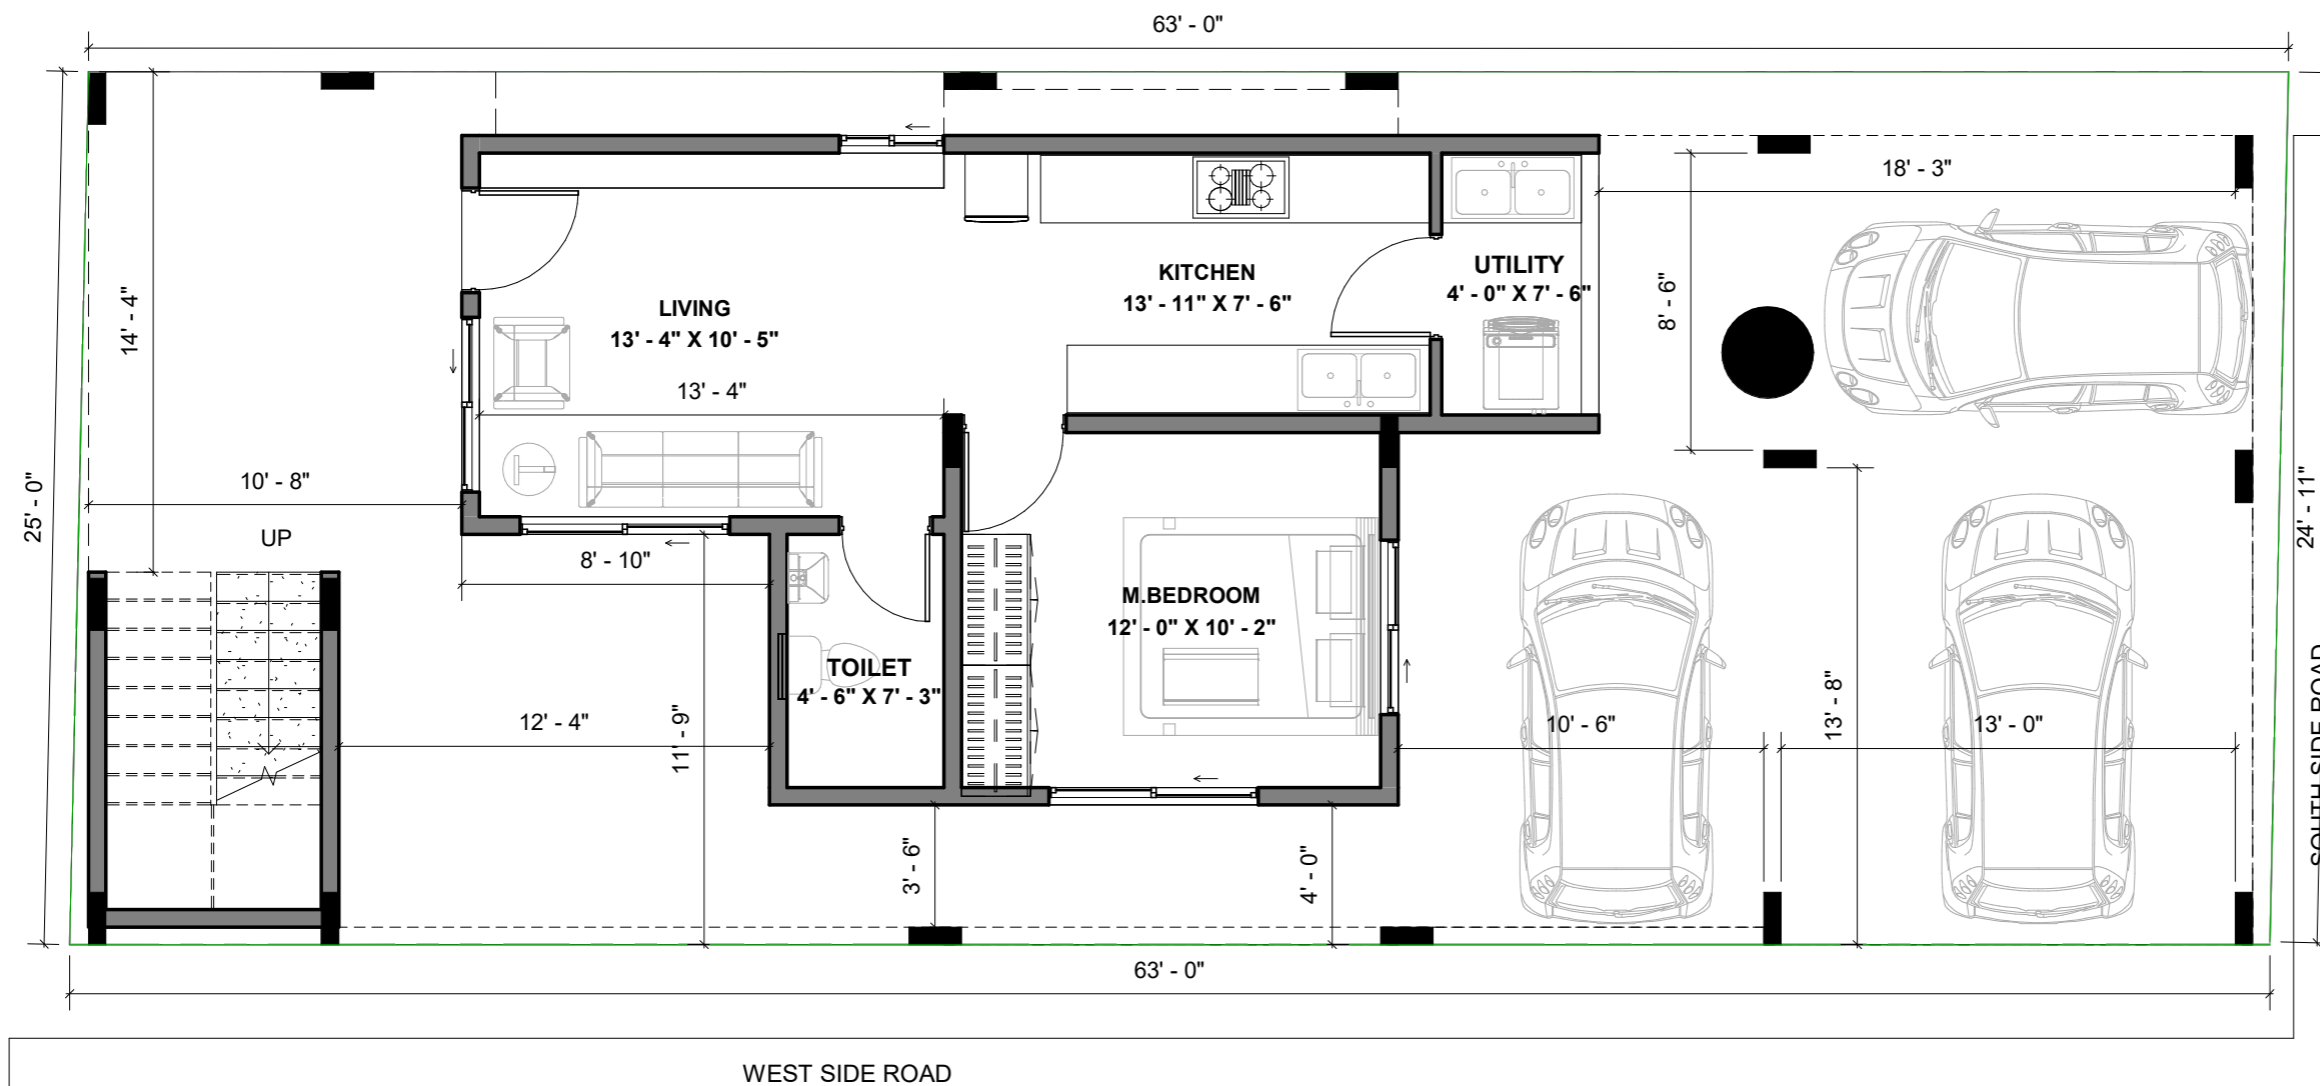 63' - 0"
18' - 3"
14' - 4"
8' - 6"
KITCHEN
13' - 11" X 7' - 6"
UTILITY
4' - 0" X 7' - 6"
LIVING
13' - 4" X 10' - 5"
13' - 4"
10' - 8"
25' - 0"
24' - 11"
UP
8' - 10"
M.BEDROOM
12' - 0" X 10' - 2"
TOILET
4' - 6" X 7' - 3"
12' - 4"
11' - 9"
10' - 6"
13' - 8"
13' - 0"
SOUTH SIDE ROAD
3' - 6"
4' - 0"
63' - 0"
WEST SIDE ROAD